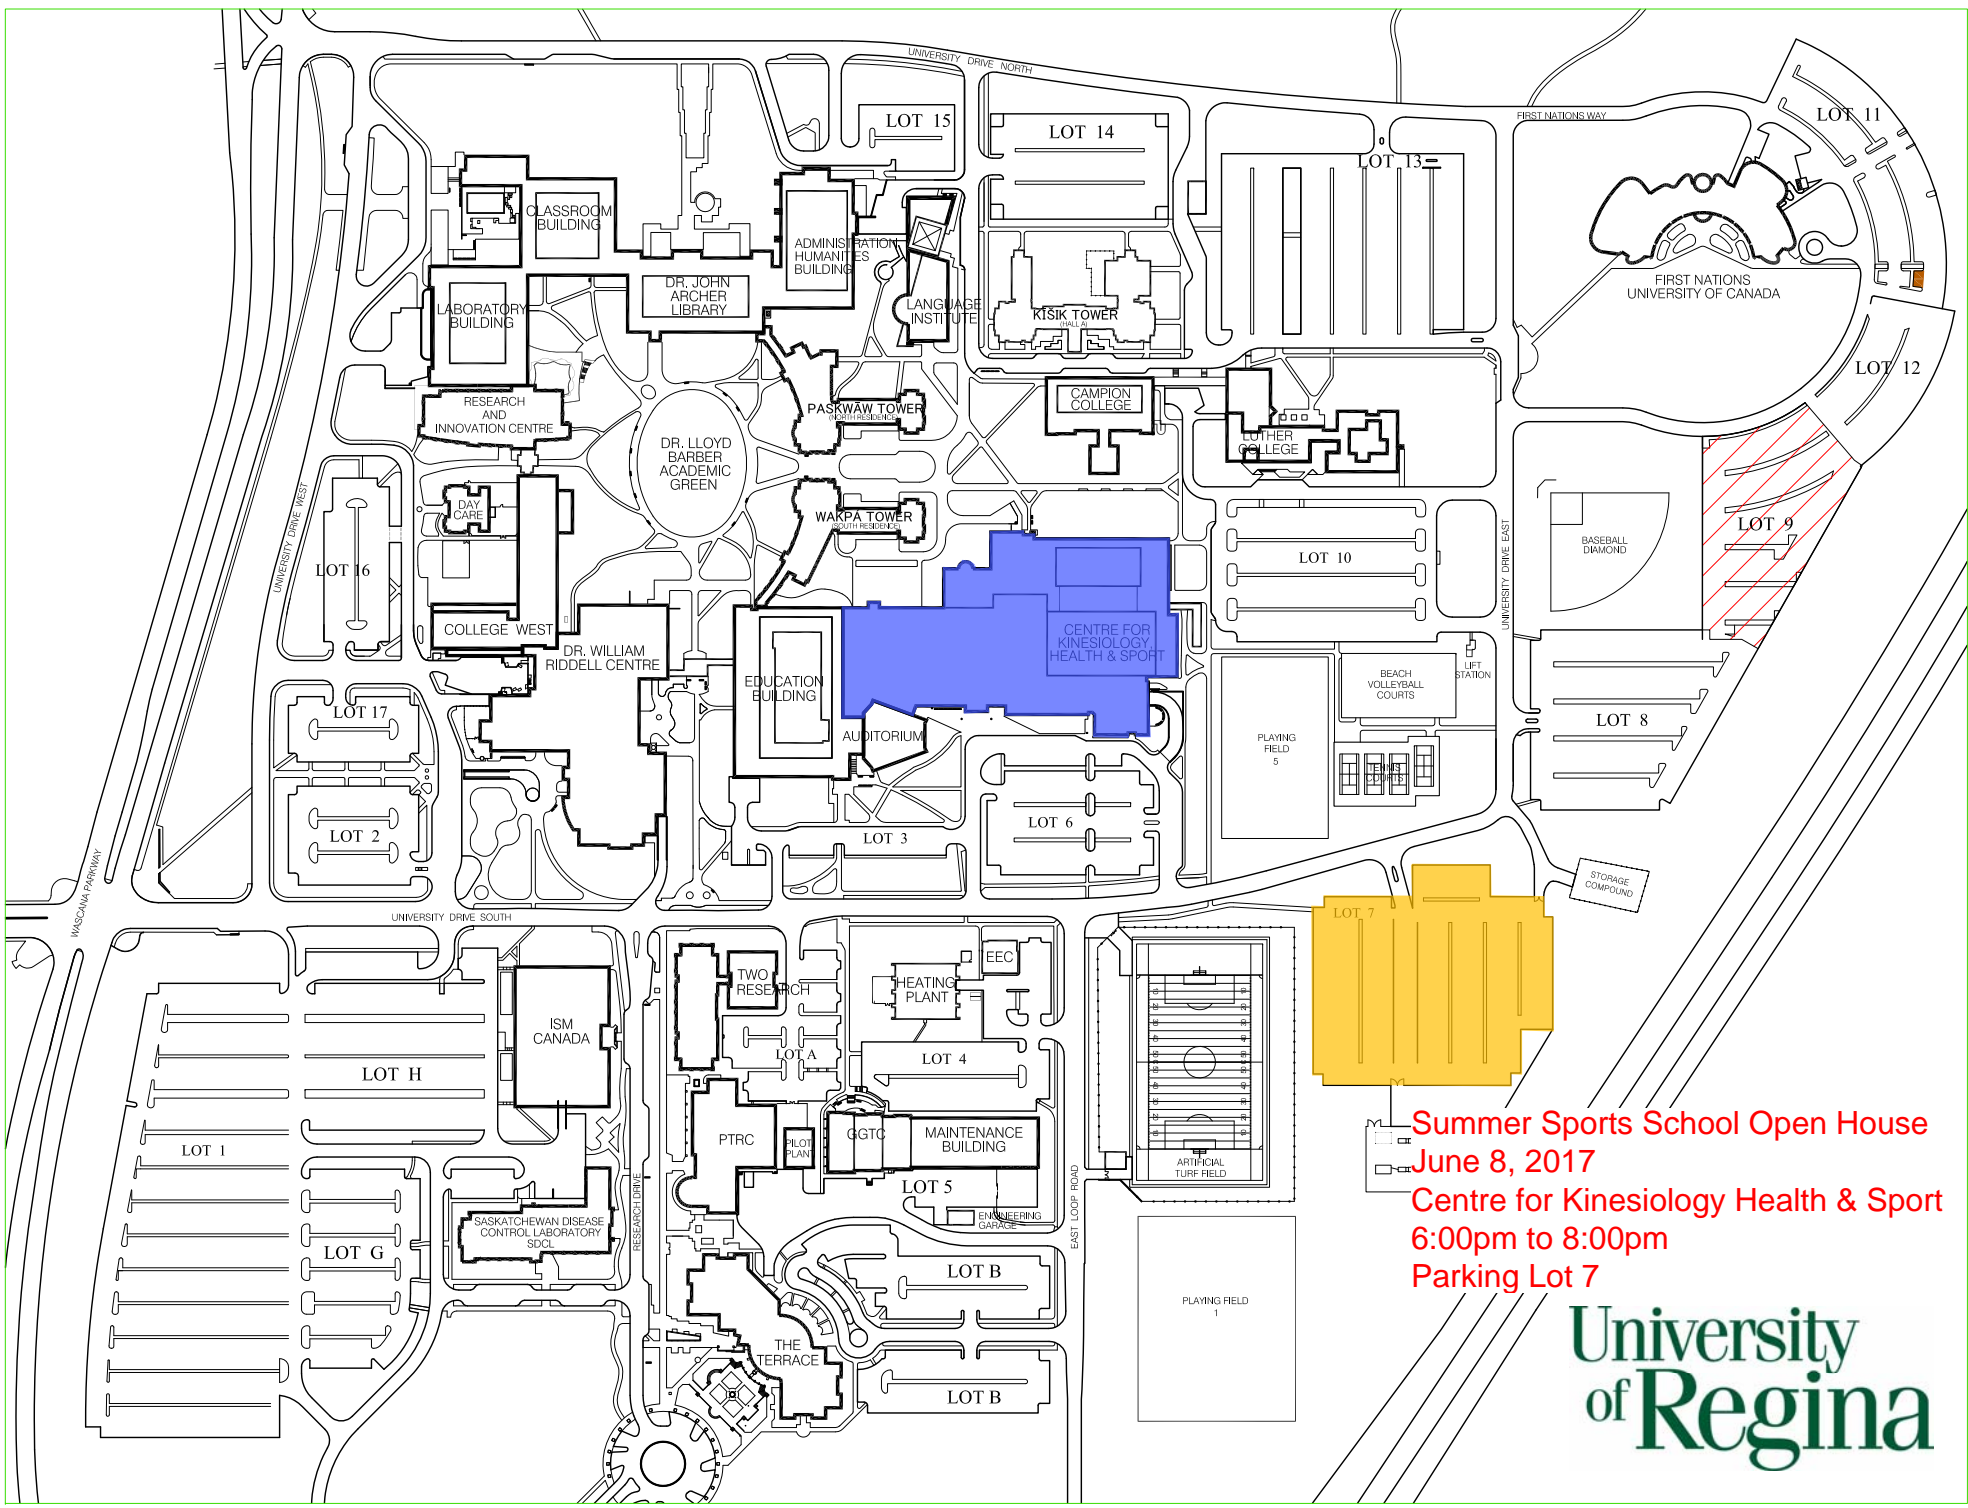 UNIVERSITY DRIVE NORTH
FIRST NATIONS WAY
LOT 11
LOT 15
LOT 14
LOT 13
CLASSROOM
BUILDING
ADMINISTRATION
HUMANITIES
BUILDING
DR. JOHN
ARCHER
LIBRARY
LABORATORY
BUILDING
LANGUAGE
INSTITUTE
KĪŠIK TOWER
(HALL A)
FIRST NATIONS
UNIVERSITY OF CANADA
LOT 12
RESEARCH
AND
INNOVATION CENTRE
PASKWĀW TOWER
(NORTH RESIDENCE)
CAMPION
COLLEGE
LUTHER
COLLEGE
DR. LLOYD
BARBER
ACADEMIC
GREEN
UNIVERSITY DRIVE WEST
DAY
CARE
WAKPĀ TOWER
(SOUTH RESIDENCE)
LOT 9
BASEBALL
DIAMOND
UNIVERSITY DRIVE EAST
LOT 10
LOT 16
COLLEGE WEST
DR. WILLIAM
RIDDELL CENTRE
CENTRE FOR
KINESIOLOGY,
HEALTH & SPORT
EDUCATION
BUILDING
LIFT
STATION
BEACH
VOLLEYBALL
COURTS
LOT 17
AUDITORIUM
PLAYING
FIELD
5
TENNIS
COURTS
LOT 8
LOT 2
LOT 3
LOT 6
STORAGE
COMPOUND
WASCANA PARKWAY
UNIVERSITY DRIVE SOUTH
LOT 7
TWO
RESEARCH
HEATING
PLANT
EEC
ISM
CANADA
LOT A
LOT 4
LOT H
LOT 1
PTRC
PILOT
PLANT
GGTC
MAINTENANCE
BUILDING
ARTIFICIAL
TURF FIELD
LOT 5
ENGINEERING
GARAGE
EAST LOOP ROAD
RESEARCH DRIVE
SASKATCHEWAN DISEASE
CONTROL LABORATORY
SDCL
LOT G
LOT B
PLAYING FIELD
1
THE
TERRACE
LOT B
Summer Sports School Open House
June 8, 2017
Centre for Kinesiology Health & Sport
6:00pm to 8:00pm
Parking Lot 7
University
of Regina